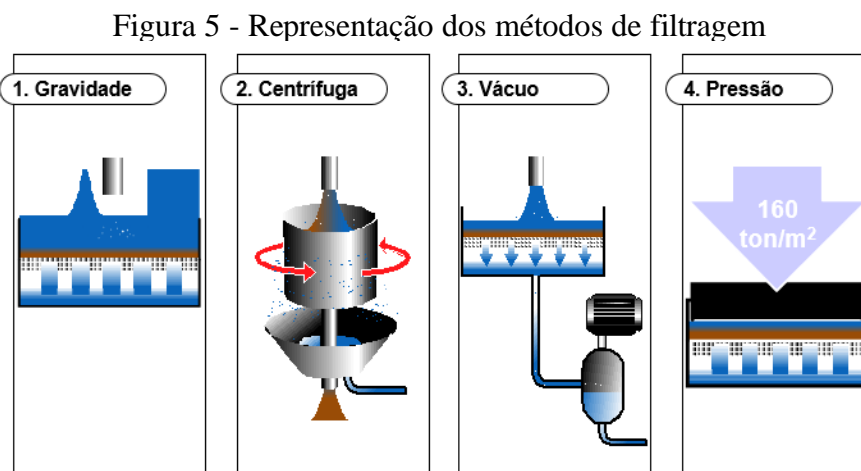 Figura 5 - Representação dos métodos de filtragem
1. Gravidade
2. Centrífuga
3. Vácuo
4. Pressão
160
ton/m²